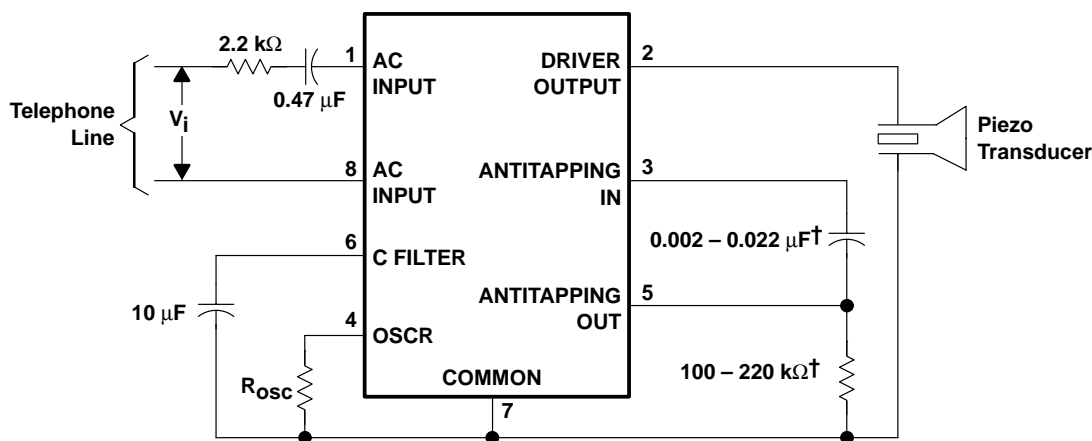 2.2 kΩ
0.47 µF
Telephone
Line
Vi
1
AC
INPUT
8
AC
INPUT
6
C FILTER
10 µF
4
OSCR
Rosc
COMMON
7
DRIVER
OUTPUT
2
Piezo
Transducer
ANTITAPPING
IN
3
0.002 – 0.022 µF†
ANTITAPPING
OUT
5
100 – 220 kΩ†